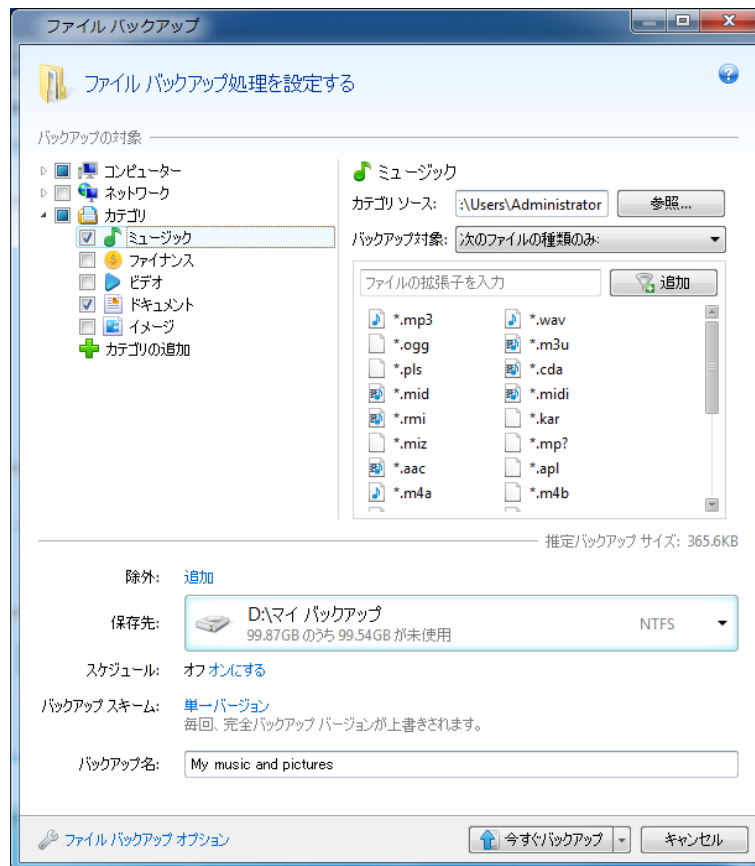 ファイル バックアップ
ファイル バックアップ処理を設定する
バックアップの対象
コンピューター
ネットワーク
カテゴリ
ミュージック
ファイナンス
ビデオ
ドキュメント
イメージ
カテゴリの追加
ミュージック
カテゴリ ソース: :\Users\Administrator 参照...
バックアップ対象: 次のファイルの種類のみ:
ファイルの拡張子を入力 追加
*.mp3 *.wav
*.ogg *.m3u
*.pls *.cda
*.mid *.midi
*.rmi *.kar
*.miz *.mp?
*.aac *.apl
*.m4a *.m4b
推定バックアップ サイズ: 365.6KB
除外: 追加
保存先: D:\マイ バックアップ NTFS
99.87GB のうち 99.54GB が未使用
スケジュール: オフ オンにする
バックアップ スキーム: 単一バージョン
毎回、完全バックアップ バージョンが上書きされます。
バックアップ名: My music and pictures
ファイル バックアップ オプション 今すぐバックアップ キャンセル